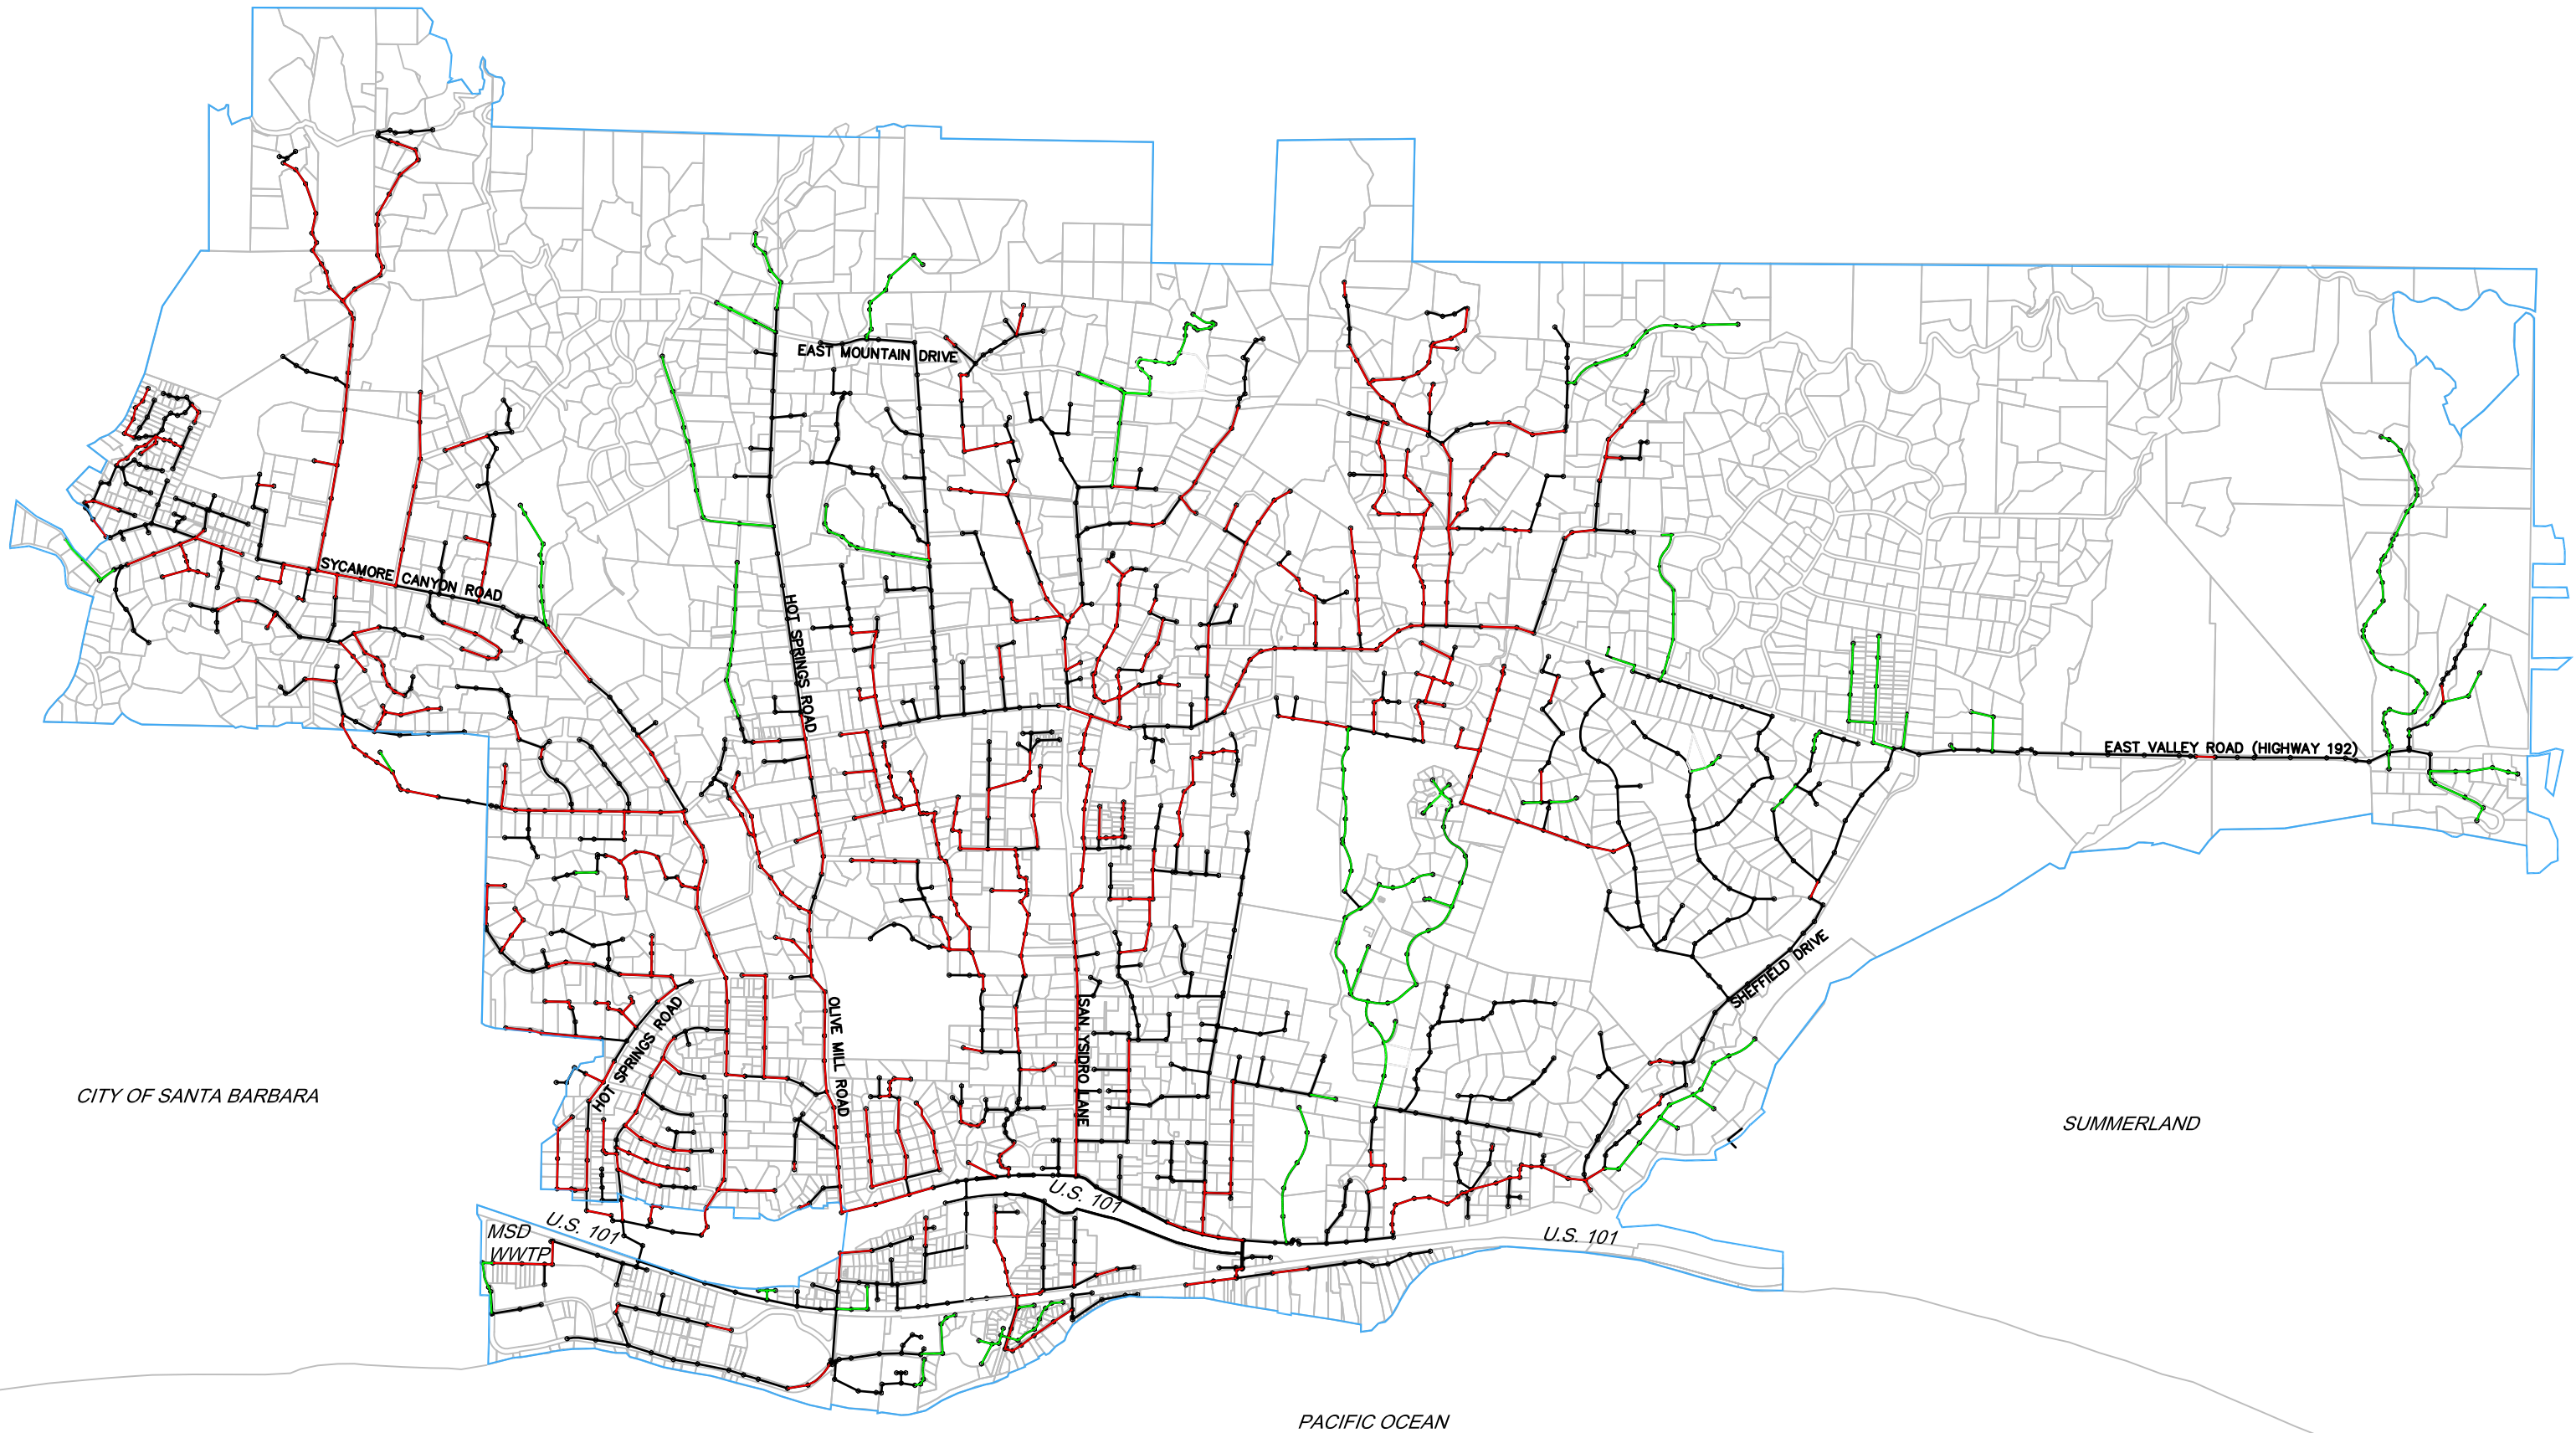 EAST MOUNTAIN DRIVE
SYCAMORE CANYON ROAD
HOT SPRINGS ROAD
EAST VALLEY ROAD (HIGHWAY 192)
SHEFFIELD DRIVE
HOT SPRINGS ROAD
OLIVE MILL ROAD
SAN YSIDRO LANE
CITY OF SANTA BARBARA
SUMMERLAND
U.S. 101
U.S. 101
U.S. 101
MSD
WWTP
PACIFIC OCEAN